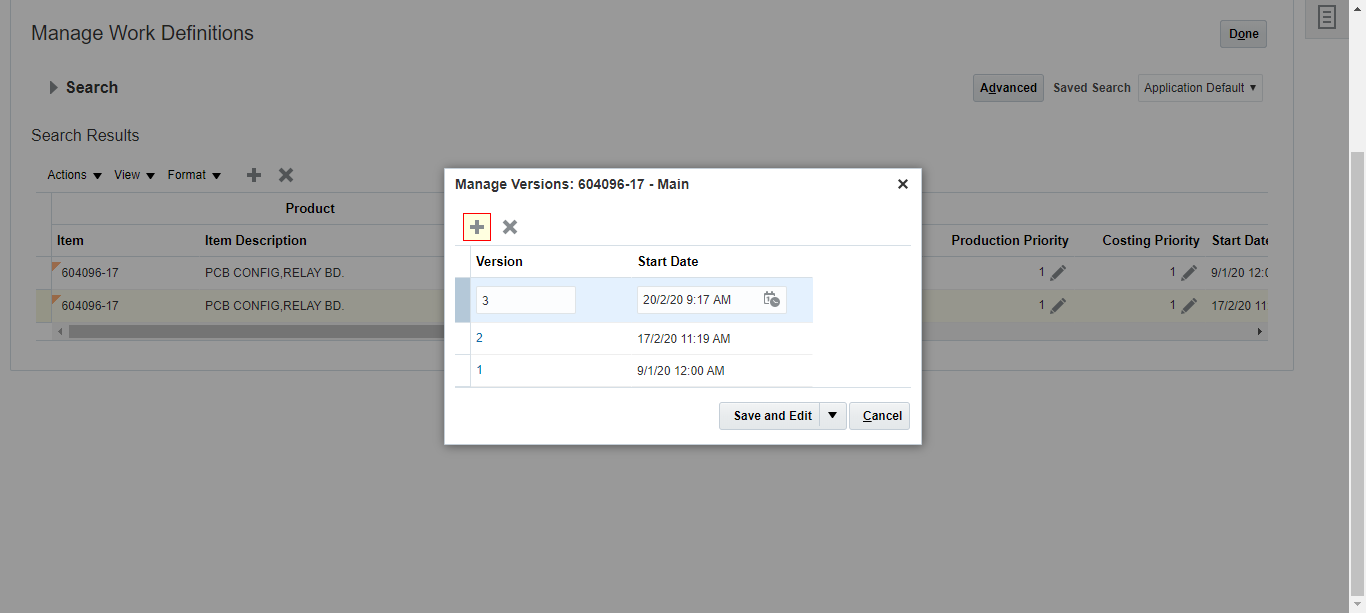 Manage Work Definitions
Done
Search
Advanced Saved Search Application Default
Search Results
Actions View Format
Product
Item Item Description Production Priority Costing Priority Start Date
604096-17 PCB CONFIG,RELAY BD. 1 1 9/1/20 12:0
604096-17 PCB CONFIG,RELAY BD. 1 1 17/2/20 11
Manage Versions: 604096-17 - Main
Version Start Date
3 20/2/20 9:17 AM
2 17/2/20 11:19 AM
1 9/1/20 12:00 AM
Save and Edit Cancel